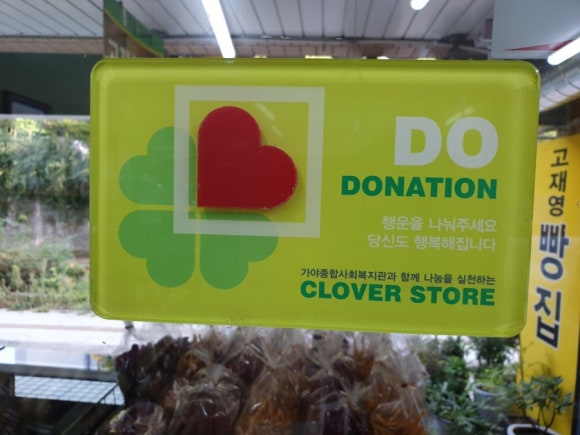 DO
DONATION
행운을 나눠주세요
당신도 행복해집니다
가야종합사회복지관과 함께 나눔을 실천하는
CLOVER STORE
고재영 빵집